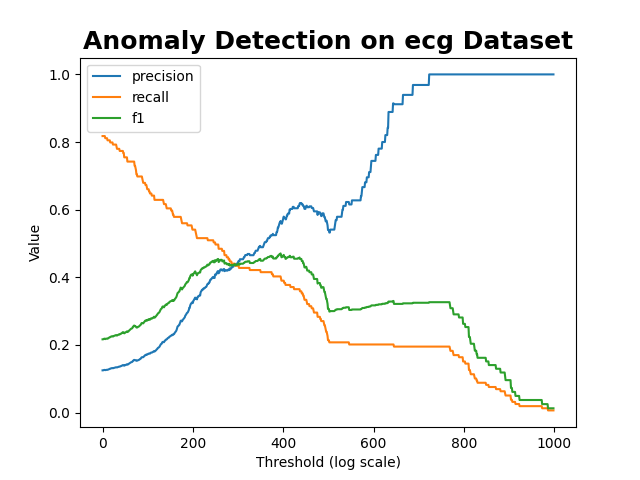 Anomaly Detection on ecg Dataset
precision
recall
f1
1.0
0.8
0.6
0.4
0.2
0.0
Value
0 200 400 600 800 1000
Threshold (log scale)